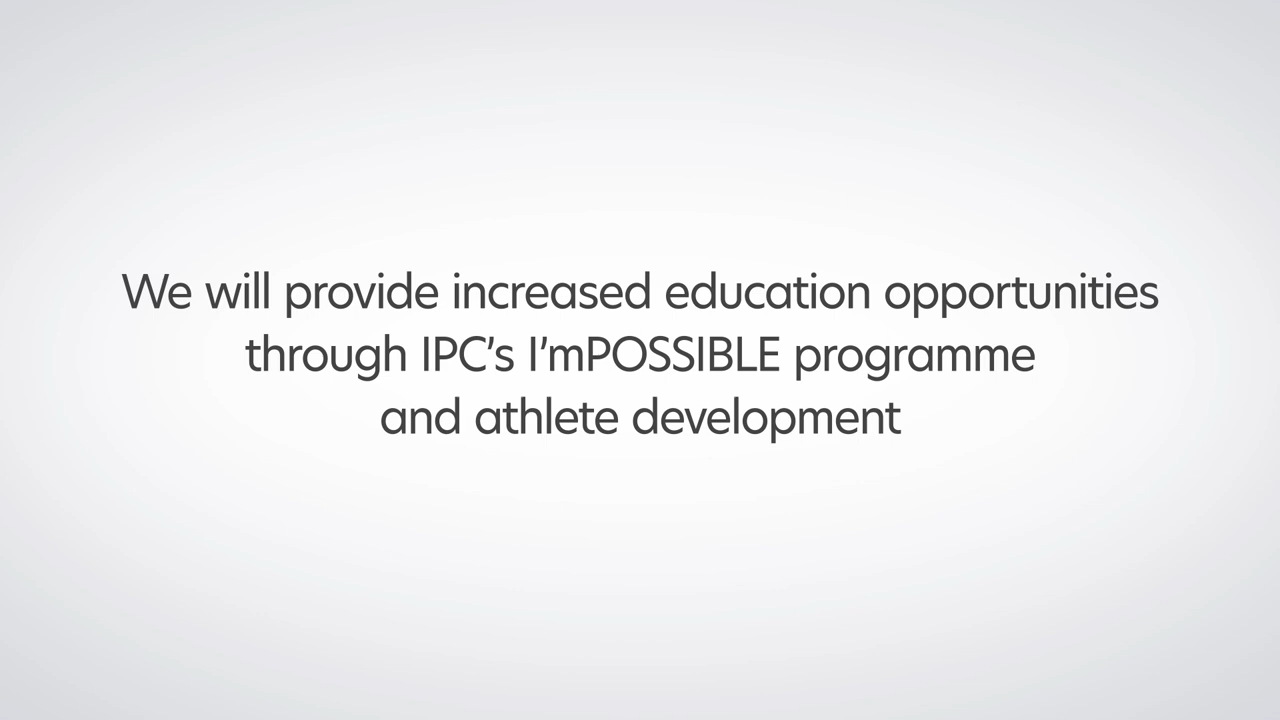 We will provide increased education opportunities
through IPC’s I’mPOSSIBLE programme
and athlete development